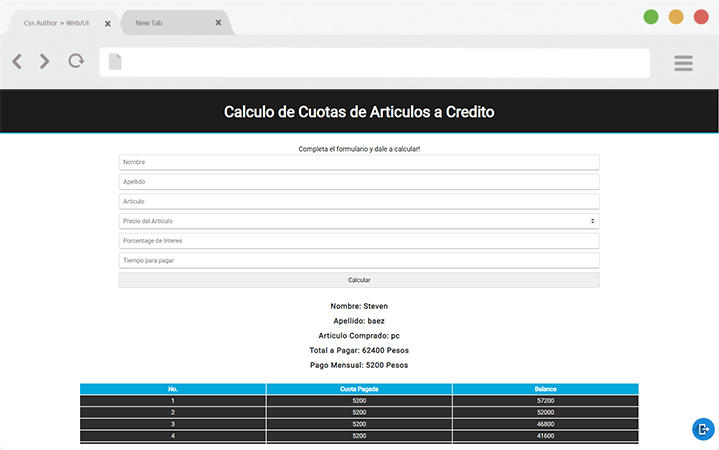 Css Author » Web/Ui
New Tab
Calculo de Cuotas de Articulos a Credito
Completa el formulario y dale a calcular!
Nombre
Apellido
Articulo
Precio del Articulo
Porcentage de Interes
Tiempo para pagar
Calcular
Nombre: Steven
Apellido: baez
Articulo Comprado: pc
Total a Pagar: 62400 Pesos
Pago Mensual: 5200 Pesos
No. Cuota Pagada Balance
1 5200 57200
2 5200 52000
3 5200 46800
4 5200 41600